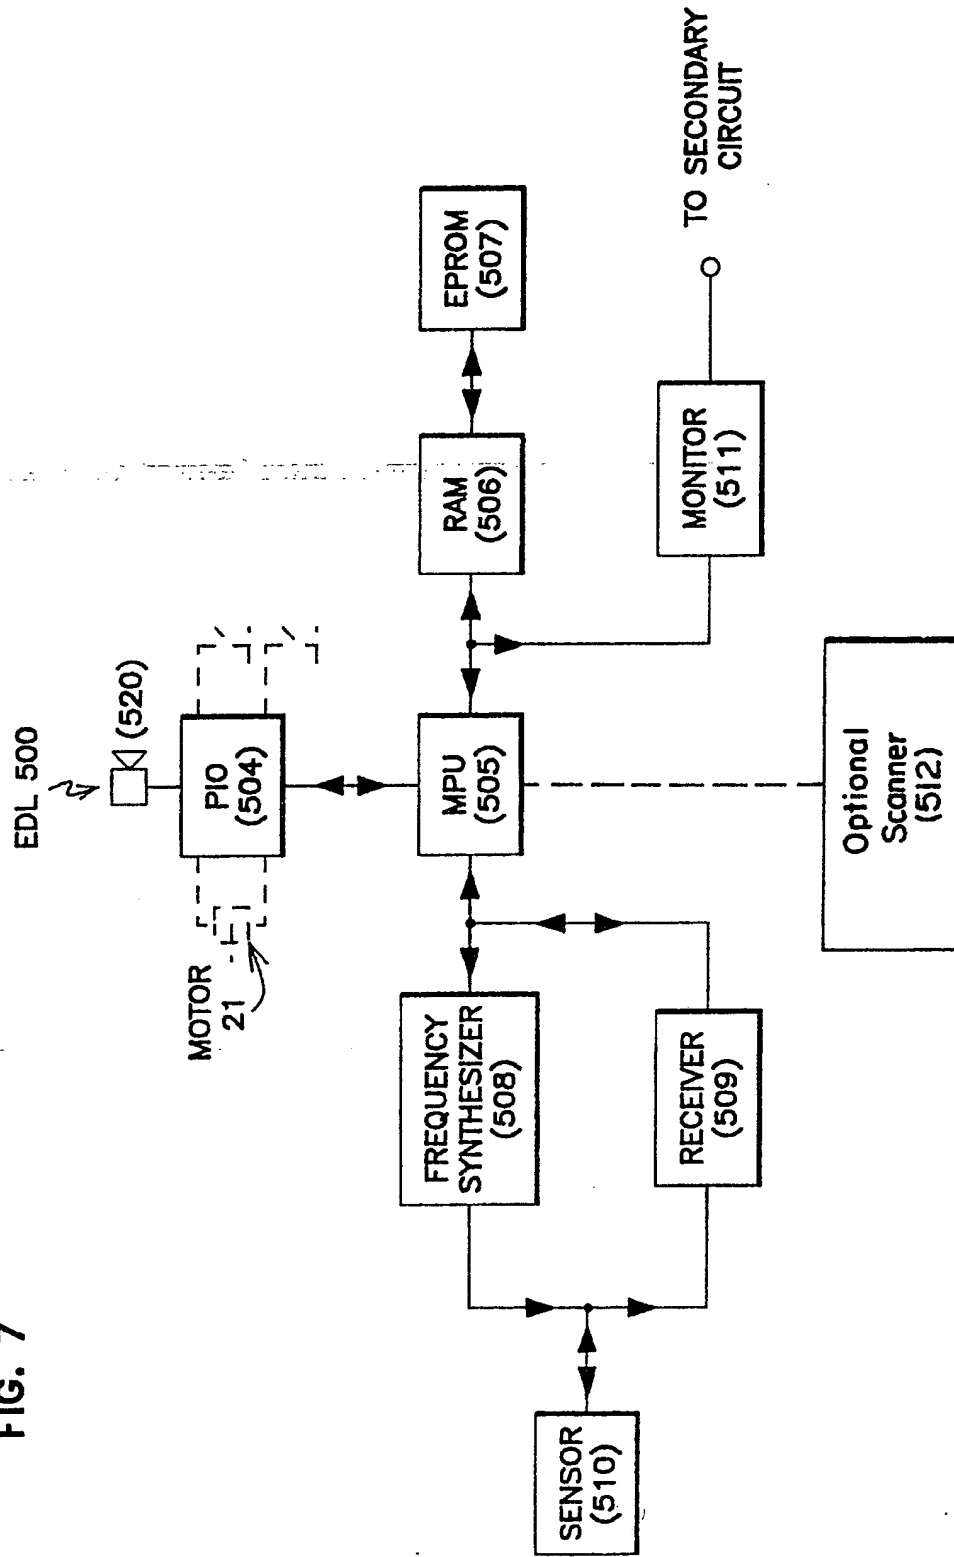 FIG. 7
EDL 500
(520)
MOTOR
21
PIO
(504)
MPU
(505)
RAM
(506)
EPROM
(507)
FREQUENCY
SYNTHESIZER
(508)
RECEIVER
(509)
SENSOR
(510)
MONITOR
(511)
TO SECONDARY
CIRCUIT
Optional
Scanner
(512)